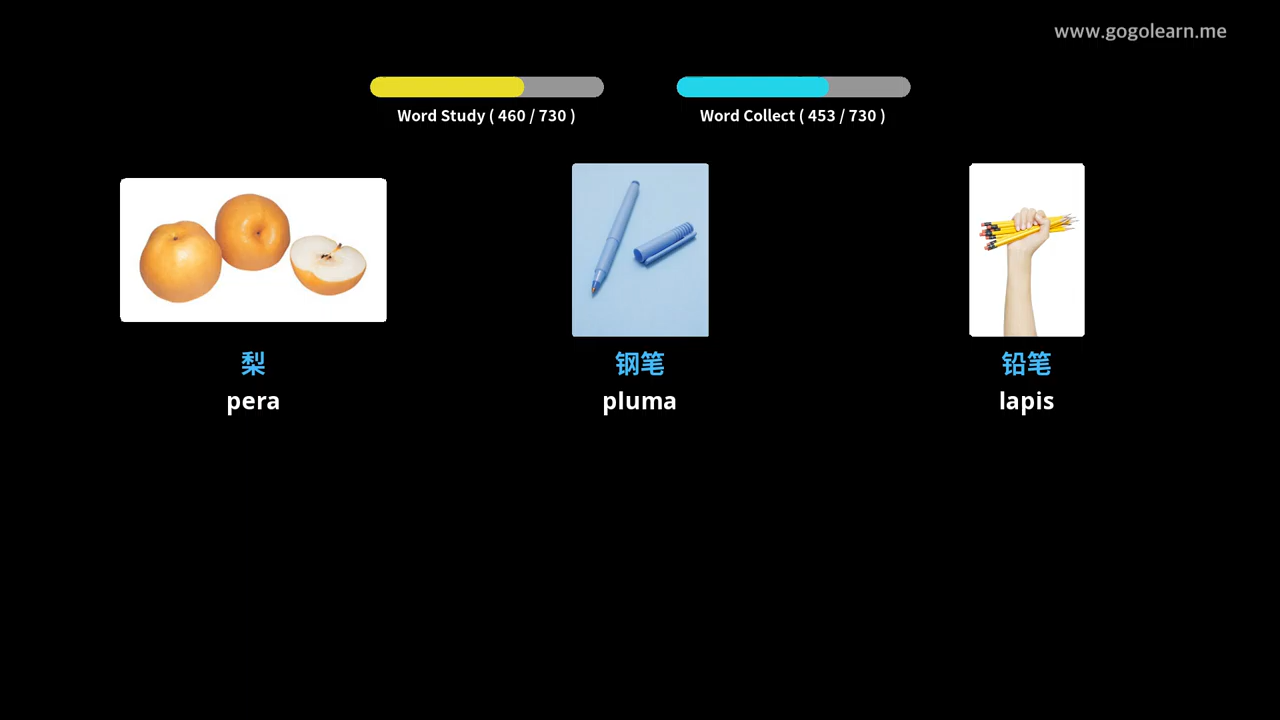 www.gogolearn.me
Word Study ( 460 / 730 )
Word Collect ( 453 / 730 )
梨
pera
钢笔
pluma
铅笔
lapis